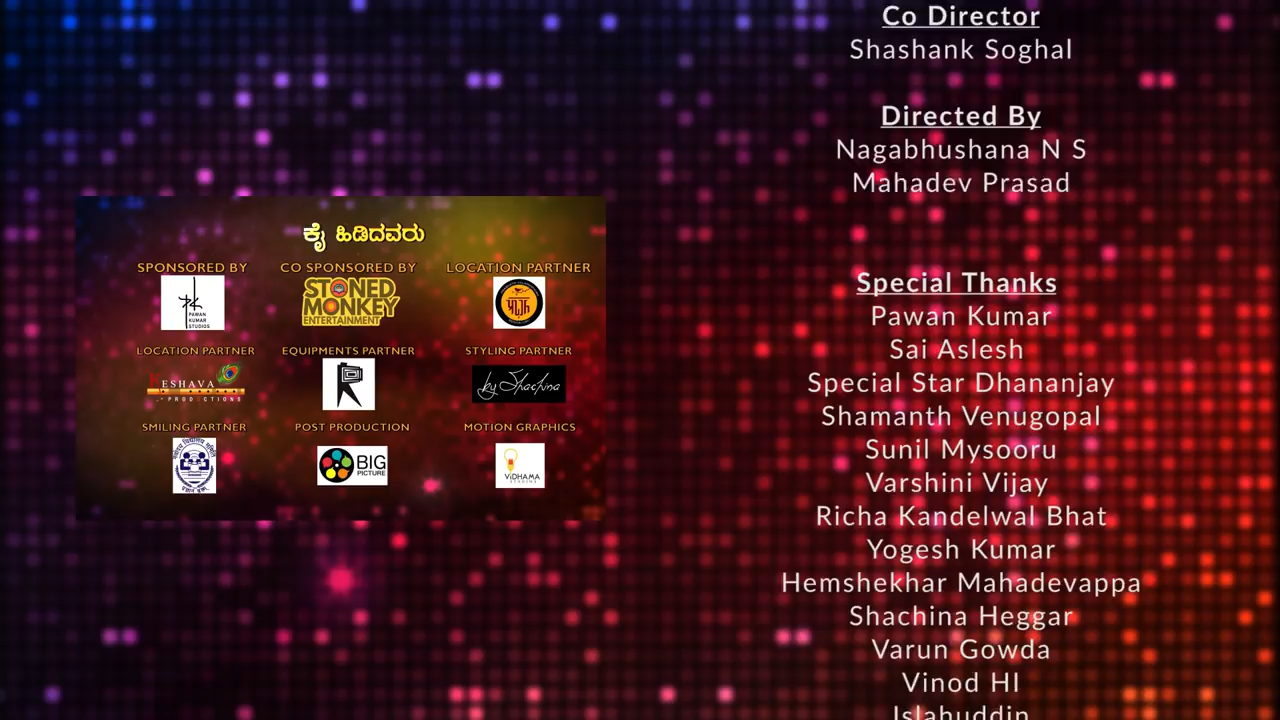 ಕೈ ಹಿಡಿದವರು
SPONSORED BY
CO SPONSORED BY
LOCATION PARTNER
PAWAN
KUMAR
STUDIOS
STONED
MONKEY
ENTERTAINMENT
LOCATION PARTNER
EQUIPMENTS PARTNER
STYLING PARTNER
KESHAVA
PRODUCTIONS
by Shachina
SMILING PARTNER
POST PRODUCTION
MOTION GRAPHICS
BIG
PICTURE
ViDHAMA
STUDIOS
Co Director
Shashank Soghal
Directed By
Nagabhushana N S
Mahadev Prasad
Special Thanks
Pawan Kumar
Sai Aslesh
Special Star Dhananjay
Shamanth Venugopal
Sunil Mysooru
Varshini Vijay
Richa Kandelwal Bhat
Yogesh Kumar
Hemshekhar Mahadevappa
Shachina Heggar
Varun Gowda
Vinod HI
Islahuddin